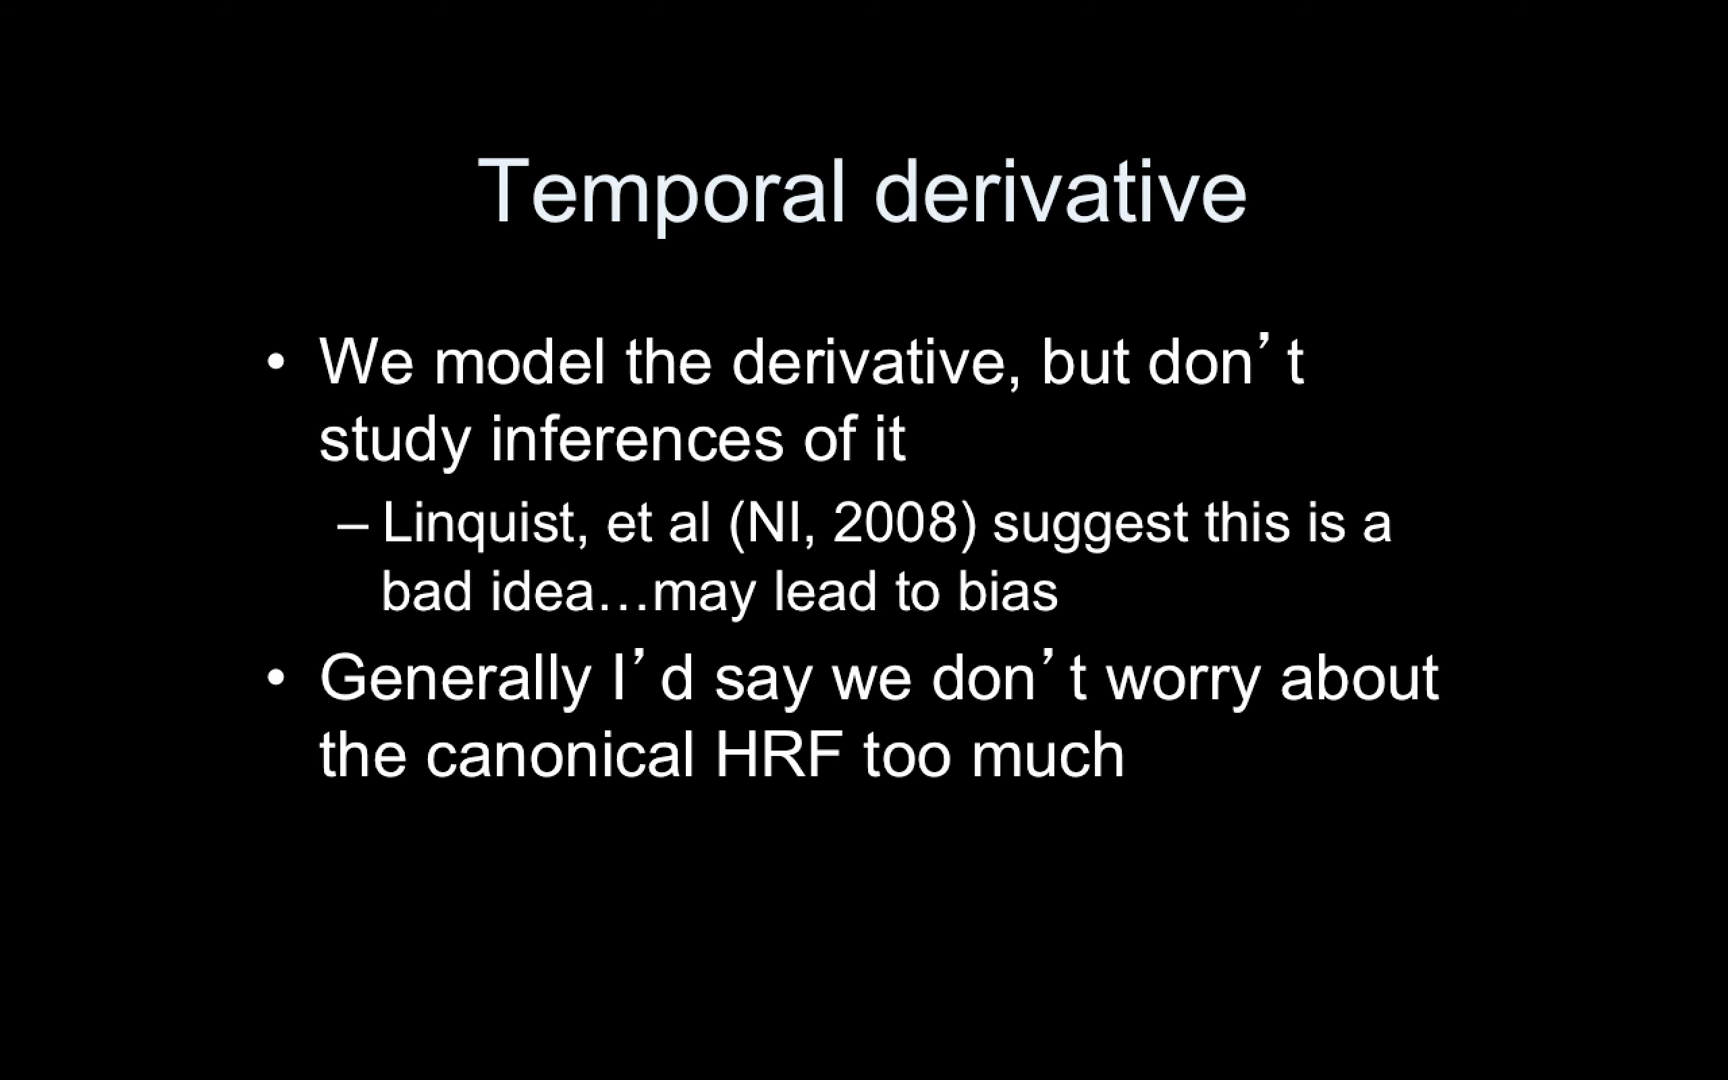 Temporal derivative
• We model the derivative, but don’t
study inferences of it
– Linquist, et al (NI, 2008) suggest this is a
bad idea…may lead to bias
• Generally I’d say we don’t worry about
the canonical HRF too much